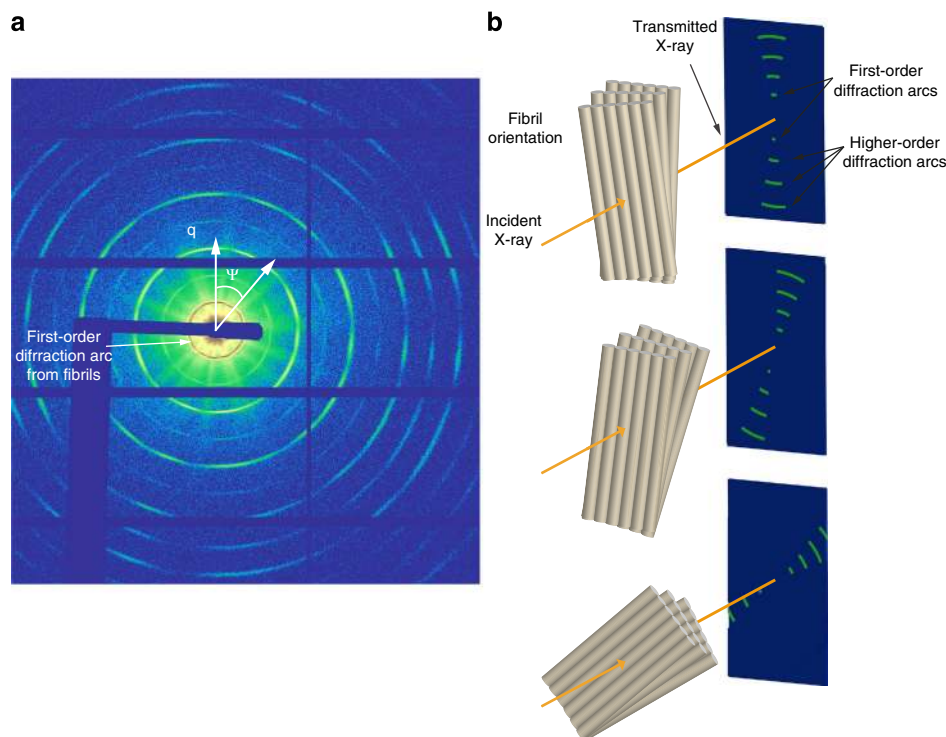 a
q
Ψ
First-order
difrraction arc
from fibrils
b
Transmitted
X-ray
First-order
diffraction arcs
Fibril
orientation
Higher-order
diffraction arcs
Incident
X-ray